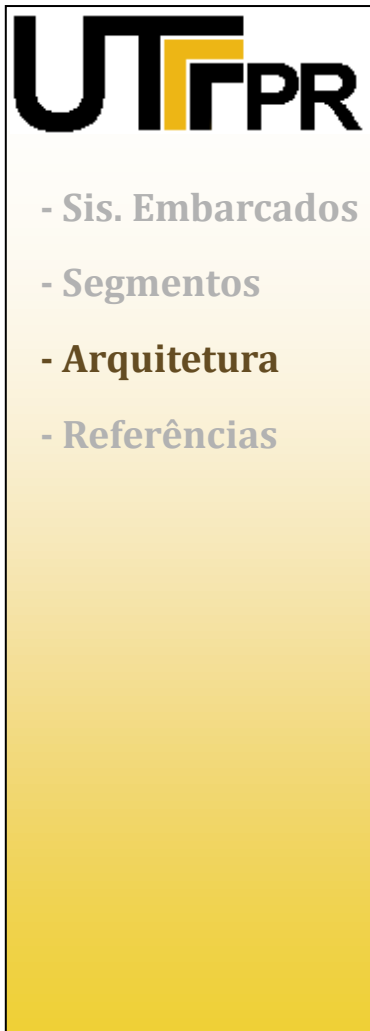 UTFPR
- Sis. Embarcados
- Segmentos
- Arquitetura
- Referências